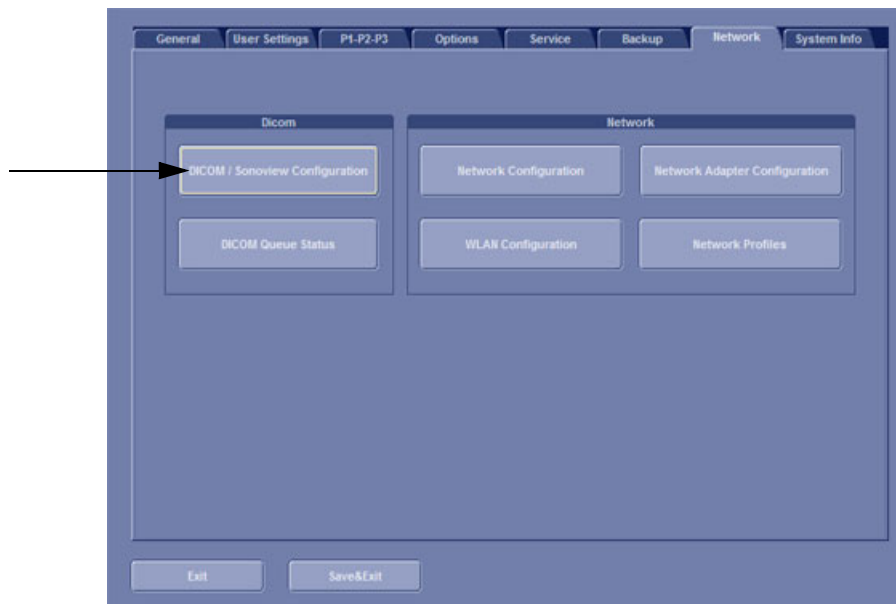 General User Settings P1-P2-P3 Options Service Backup Network System Info
Dicom Network
DICOM / Sonoview Configuration Network Configuration Network Adapter Configuration
DICOM Queue Status WLAN Configuration Network Profiles
Exit Save&Exit